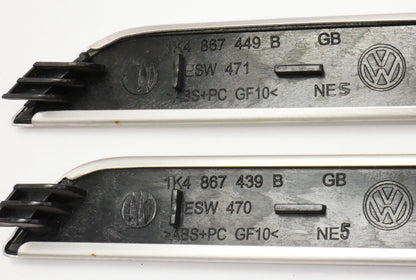 1K4 867 449 B GB
ESW 471
>ABS+PC GF10< NE5
1K4 867 439 B GB
ESW 470
>ABS+PC GF10< NE5